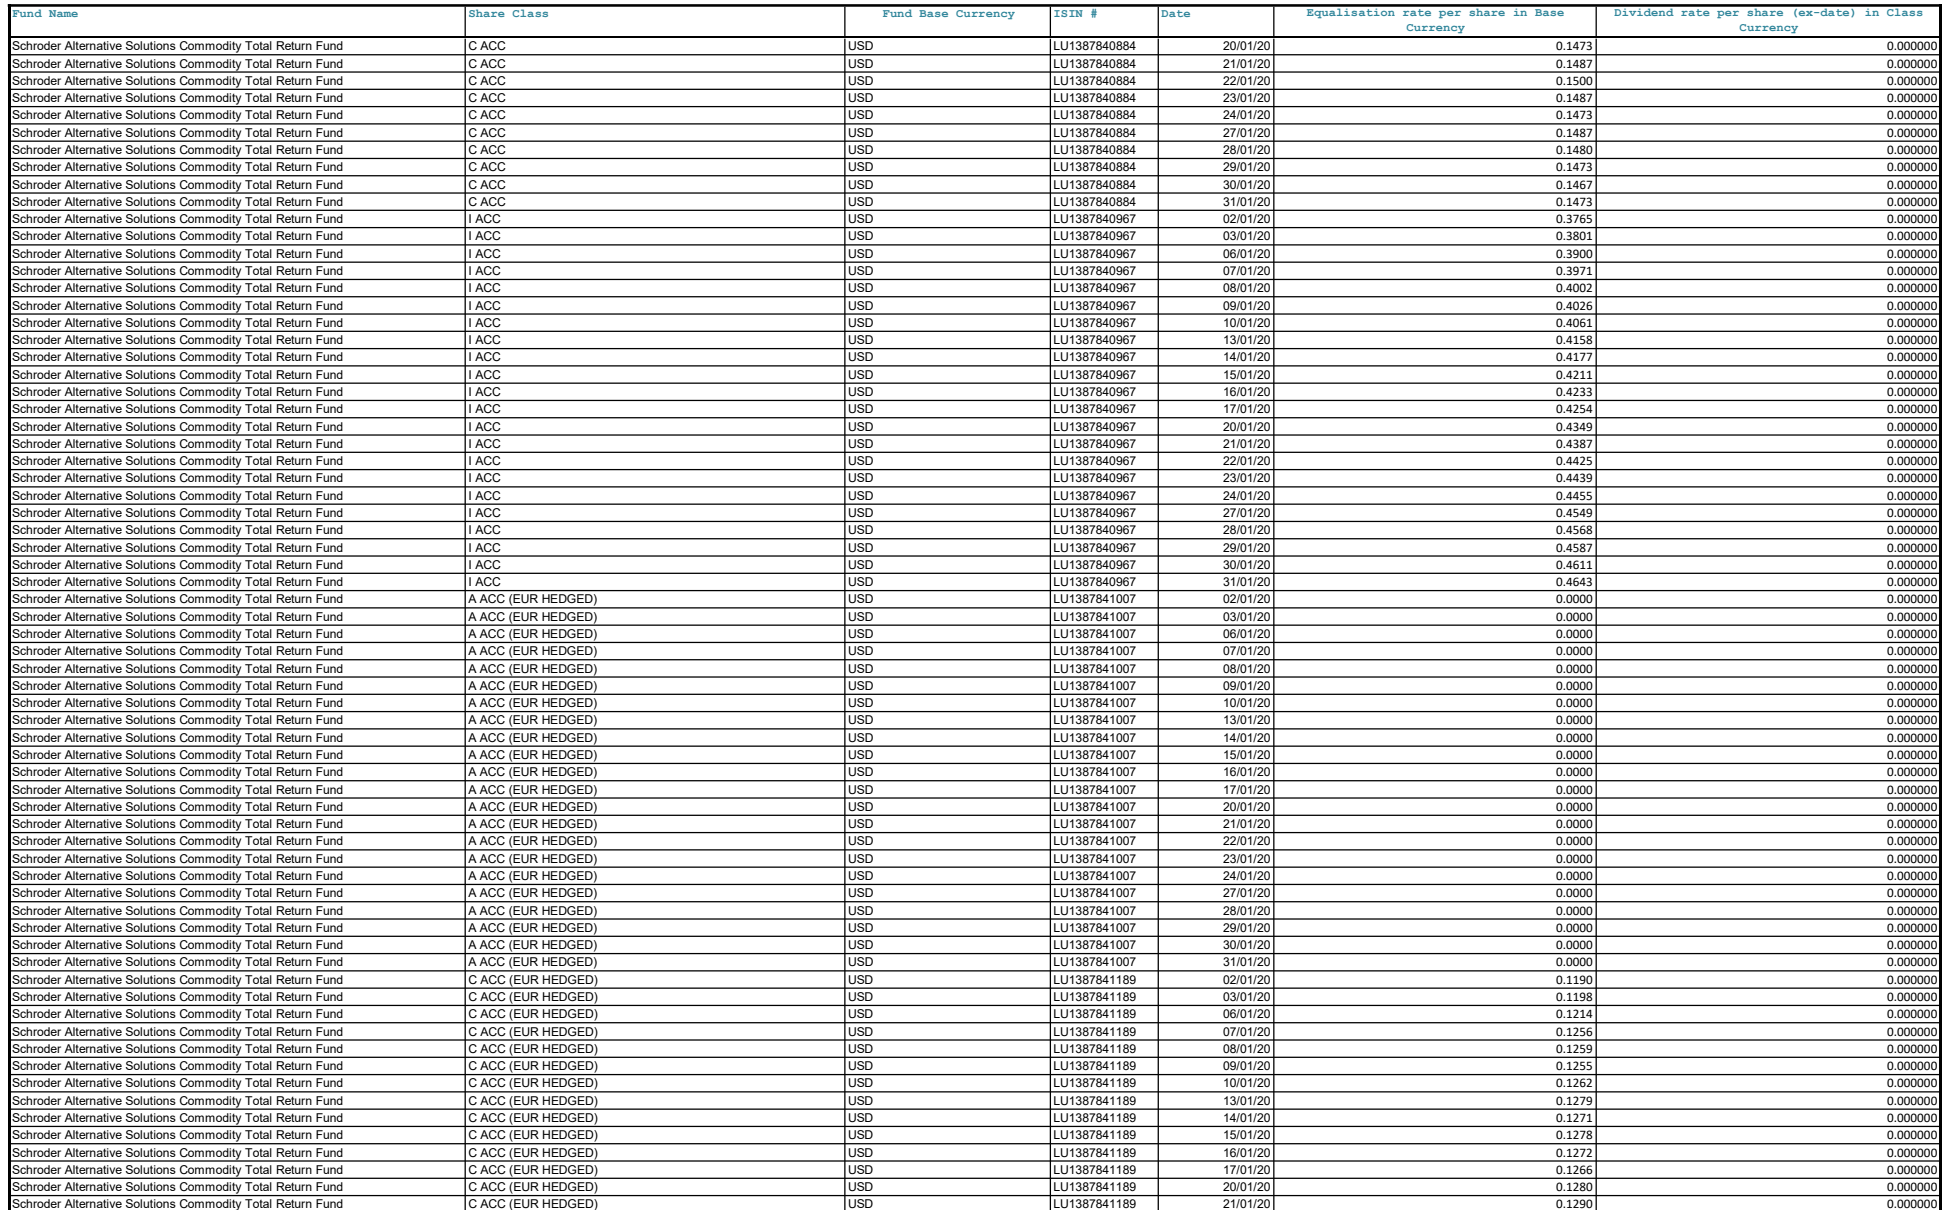 Fund Name Share Class Fund Base Currency ISIN # Date Equalisation rate per share in Base Currency Dividend rate per share (ex-date) in Class Currency
Schroder Alternative Solutions Commodity Total Return Fund C ACC USD LU1387840884 20/01/20 0.1473 0.000000
Schroder Alternative Solutions Commodity Total Return Fund C ACC USD LU1387840884 21/01/20 0.1487 0.000000
Schroder Alternative Solutions Commodity Total Return Fund C ACC USD LU1387840884 22/01/20 0.1500 0.000000
Schroder Alternative Solutions Commodity Total Return Fund C ACC USD LU1387840884 23/01/20 0.1487 0.000000
Schroder Alternative Solutions Commodity Total Return Fund C ACC USD LU1387840884 24/01/20 0.1473 0.000000
Schroder Alternative Solutions Commodity Total Return Fund C ACC USD LU1387840884 27/01/20 0.1487 0.000000
Schroder Alternative Solutions Commodity Total Return Fund C ACC USD LU1387840884 28/01/20 0.1480 0.000000
Schroder Alternative Solutions Commodity Total Return Fund C ACC USD LU1387840884 29/01/20 0.1473 0.000000
Schroder Alternative Solutions Commodity Total Return Fund C ACC USD LU1387840884 30/01/20 0.1467 0.000000
Schroder Alternative Solutions Commodity Total Return Fund C ACC USD LU1387840884 31/01/20 0.1473 0.000000
Schroder Alternative Solutions Commodity Total Return Fund I ACC USD LU1387840967 02/01/20 0.3765 0.000000
Schroder Alternative Solutions Commodity Total Return Fund I ACC USD LU1387840967 03/01/20 0.3801 0.000000
Schroder Alternative Solutions Commodity Total Return Fund I ACC USD LU1387840967 06/01/20 0.3900 0.000000
Schroder Alternative Solutions Commodity Total Return Fund I ACC USD LU1387840967 07/01/20 0.3971 0.000000
Schroder Alternative Solutions Commodity Total Return Fund I ACC USD LU1387840967 08/01/20 0.4002 0.000000
Schroder Alternative Solutions Commodity Total Return Fund I ACC USD LU1387840967 09/01/20 0.4026 0.000000
Schroder Alternative Solutions Commodity Total Return Fund I ACC USD LU1387840967 10/01/20 0.4061 0.000000
Schroder Alternative Solutions Commodity Total Return Fund I ACC USD LU1387840967 13/01/20 0.4158 0.000000
Schroder Alternative Solutions Commodity Total Return Fund I ACC USD LU1387840967 14/01/20 0.4177 0.000000
Schroder Alternative Solutions Commodity Total Return Fund I ACC USD LU1387840967 15/01/20 0.4211 0.000000
Schroder Alternative Solutions Commodity Total Return Fund I ACC USD LU1387840967 16/01/20 0.4233 0.000000
Schroder Alternative Solutions Commodity Total Return Fund I ACC USD LU1387840967 17/01/20 0.4254 0.000000
Schroder Alternative Solutions Commodity Total Return Fund I ACC USD LU1387840967 20/01/20 0.4349 0.000000
Schroder Alternative Solutions Commodity Total Return Fund I ACC USD LU1387840967 21/01/20 0.4387 0.000000
Schroder Alternative Solutions Commodity Total Return Fund I ACC USD LU1387840967 22/01/20 0.4425 0.000000
Schroder Alternative Solutions Commodity Total Return Fund I ACC USD LU1387840967 23/01/20 0.4439 0.000000
Schroder Alternative Solutions Commodity Total Return Fund I ACC USD LU1387840967 24/01/20 0.4455 0.000000
Schroder Alternative Solutions Commodity Total Return Fund I ACC USD LU1387840967 27/01/20 0.4549 0.000000
Schroder Alternative Solutions Commodity Total Return Fund I ACC USD LU1387840967 28/01/20 0.4568 0.000000
Schroder Alternative Solutions Commodity Total Return Fund I ACC USD LU1387840967 29/01/20 0.4587 0.000000
Schroder Alternative Solutions Commodity Total Return Fund I ACC USD LU1387840967 30/01/20 0.4611 0.000000
Schroder Alternative Solutions Commodity Total Return Fund I ACC USD LU1387840967 31/01/20 0.4643 0.000000
Schroder Alternative Solutions Commodity Total Return Fund A ACC (EUR HEDGED) USD LU1387841007 02/01/20 0.0000 0.000000
Schroder Alternative Solutions Commodity Total Return Fund A ACC (EUR HEDGED) USD LU1387841007 03/01/20 0.0000 0.000000
Schroder Alternative Solutions Commodity Total Return Fund A ACC (EUR HEDGED) USD LU1387841007 06/01/20 0.0000 0.000000
Schroder Alternative Solutions Commodity Total Return Fund A ACC (EUR HEDGED) USD LU1387841007 07/01/20 0.0000 0.000000
Schroder Alternative Solutions Commodity Total Return Fund A ACC (EUR HEDGED) USD LU1387841007 08/01/20 0.0000 0.000000
Schroder Alternative Solutions Commodity Total Return Fund A ACC (EUR HEDGED) USD LU1387841007 09/01/20 0.0000 0.000000
Schroder Alternative Solutions Commodity Total Return Fund A ACC (EUR HEDGED) USD LU1387841007 10/01/20 0.0000 0.000000
Schroder Alternative Solutions Commodity Total Return Fund A ACC (EUR HEDGED) USD LU1387841007 13/01/20 0.0000 0.000000
Schroder Alternative Solutions Commodity Total Return Fund A ACC (EUR HEDGED) USD LU1387841007 14/01/20 0.0000 0.000000
Schroder Alternative Solutions Commodity Total Return Fund A ACC (EUR HEDGED) USD LU1387841007 15/01/20 0.0000 0.000000
Schroder Alternative Solutions Commodity Total Return Fund A ACC (EUR HEDGED) USD LU1387841007 16/01/20 0.0000 0.000000
Schroder Alternative Solutions Commodity Total Return Fund A ACC (EUR HEDGED) USD LU1387841007 17/01/20 0.0000 0.000000
Schroder Alternative Solutions Commodity Total Return Fund A ACC (EUR HEDGED) USD LU1387841007 20/01/20 0.0000 0.000000
Schroder Alternative Solutions Commodity Total Return Fund A ACC (EUR HEDGED) USD LU1387841007 21/01/20 0.0000 0.000000
Schroder Alternative Solutions Commodity Total Return Fund A ACC (EUR HEDGED) USD LU1387841007 22/01/20 0.0000 0.000000
Schroder Alternative Solutions Commodity Total Return Fund A ACC (EUR HEDGED) USD LU1387841007 23/01/20 0.0000 0.000000
Schroder Alternative Solutions Commodity Total Return Fund A ACC (EUR HEDGED) USD LU1387841007 24/01/20 0.0000 0.000000
Schroder Alternative Solutions Commodity Total Return Fund A ACC (EUR HEDGED) USD LU1387841007 27/01/20 0.0000 0.000000
Schroder Alternative Solutions Commodity Total Return Fund A ACC (EUR HEDGED) USD LU1387841007 28/01/20 0.0000 0.000000
Schroder Alternative Solutions Commodity Total Return Fund A ACC (EUR HEDGED) USD LU1387841007 29/01/20 0.0000 0.000000
Schroder Alternative Solutions Commodity Total Return Fund A ACC (EUR HEDGED) USD LU1387841007 30/01/20 0.0000 0.000000
Schroder Alternative Solutions Commodity Total Return Fund A ACC (EUR HEDGED) USD LU1387841007 31/01/20 0.0000 0.000000
Schroder Alternative Solutions Commodity Total Return Fund C ACC (EUR HEDGED) USD LU1387841189 02/01/20 0.1190 0.000000
Schroder Alternative Solutions Commodity Total Return Fund C ACC (EUR HEDGED) USD LU1387841189 03/01/20 0.1198 0.000000
Schroder Alternative Solutions Commodity Total Return Fund C ACC (EUR HEDGED) USD LU1387841189 06/01/20 0.1214 0.000000
Schroder Alternative Solutions Commodity Total Return Fund C ACC (EUR HEDGED) USD LU1387841189 07/01/20 0.1256 0.000000
Schroder Alternative Solutions Commodity Total Return Fund C ACC (EUR HEDGED) USD LU1387841189 08/01/20 0.1259 0.000000
Schroder Alternative Solutions Commodity Total Return Fund C ACC (EUR HEDGED) USD LU1387841189 09/01/20 0.1255 0.000000
Schroder Alternative Solutions Commodity Total Return Fund C ACC (EUR HEDGED) USD LU1387841189 10/01/20 0.1262 0.000000
Schroder Alternative Solutions Commodity Total Return Fund C ACC (EUR HEDGED) USD LU1387841189 13/01/20 0.1279 0.000000
Schroder Alternative Solutions Commodity Total Return Fund C ACC (EUR HEDGED) USD LU1387841189 14/01/20 0.1271 0.000000
Schroder Alternative Solutions Commodity Total Return Fund C ACC (EUR HEDGED) USD LU1387841189 15/01/20 0.1278 0.000000
Schroder Alternative Solutions Commodity Total Return Fund C ACC (EUR HEDGED) USD LU1387841189 16/01/20 0.1272 0.000000
Schroder Alternative Solutions Commodity Total Return Fund C ACC (EUR HEDGED) USD LU1387841189 17/01/20 0.1266 0.000000
Schroder Alternative Solutions Commodity Total Return Fund C ACC (EUR HEDGED) USD LU1387841189 20/01/20 0.1280 0.000000
Schroder Alternative Solutions Commodity Total Return Fund C ACC (EUR HEDGED) USD LU1387841189 21/01/20 0.1290 0.000000